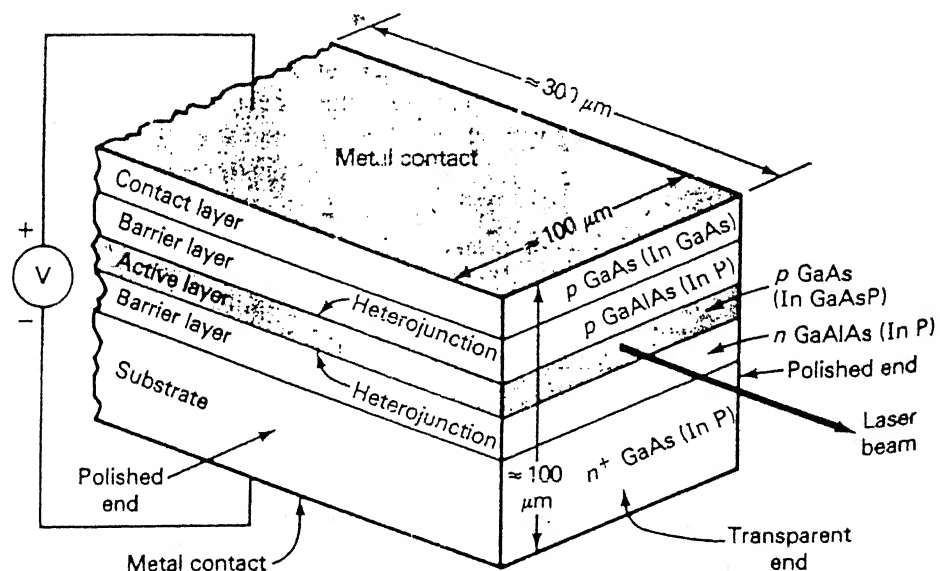 ≈ 300 μm
Metal contact
≈ 100 μm
Contact layer
Barrier layer
Active layer
Barrier layer
Substrate
Heterojunction
Heterojunction
p GaAs (In GaAs)
p GaAlAs (In P)
p GaAs
(In GaAsP)
n GaAlAs (In P)
Polished end
Laser
beam
n+ GaAs (In P)
≈ 100
μm
+
V
−
Polished
end
Metal contact
Transparent
end